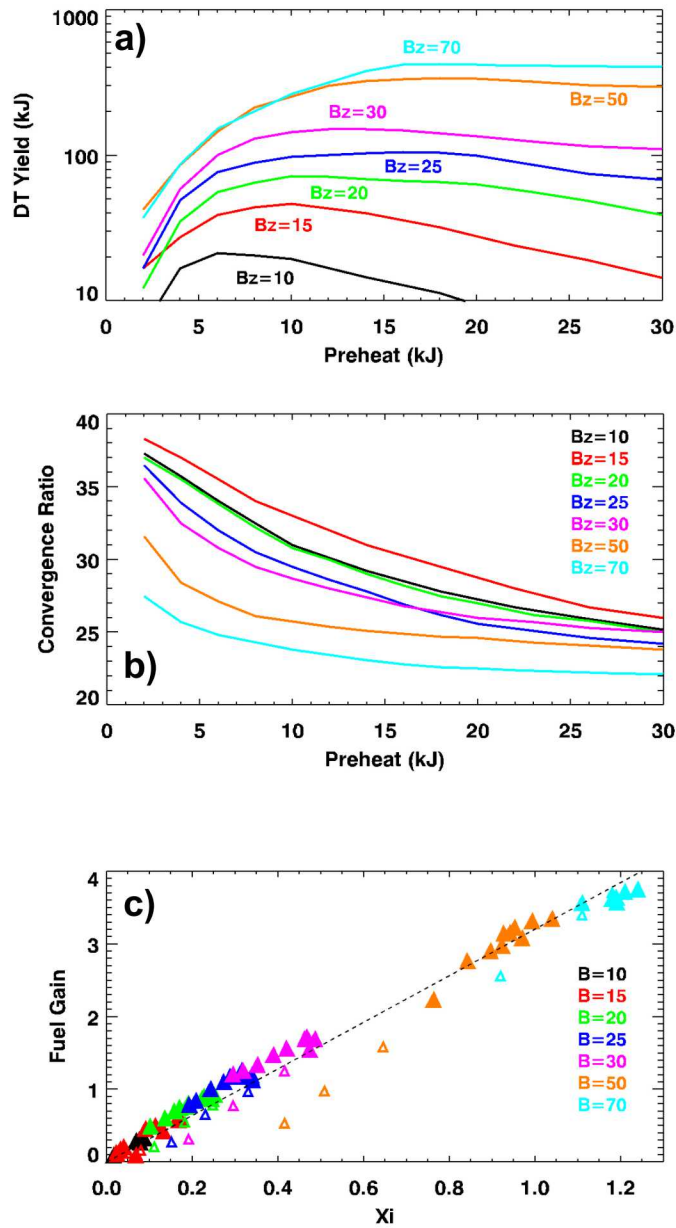 a)
1000
100
10
DT Yield (kJ)
Bz=70
Bz=50
Bz=30
Bz=25
Bz=20
Bz=15
Bz=10
0 5 10 15 20 25 30
Preheat (kJ)
b)
40
35
30
25
20
Convergence Ratio
Bz=10
Bz=15
Bz=20
Bz=25
Bz=30
Bz=50
Bz=70
0 5 10 15 20 25 30
Preheat (kJ)
c)
4
3
2
1
0
Fuel Gain
B=10
B=15
B=20
B=25
B=30
B=50
B=70
0.0 0.2 0.4 0.6 0.8 1.0 1.2
Xi